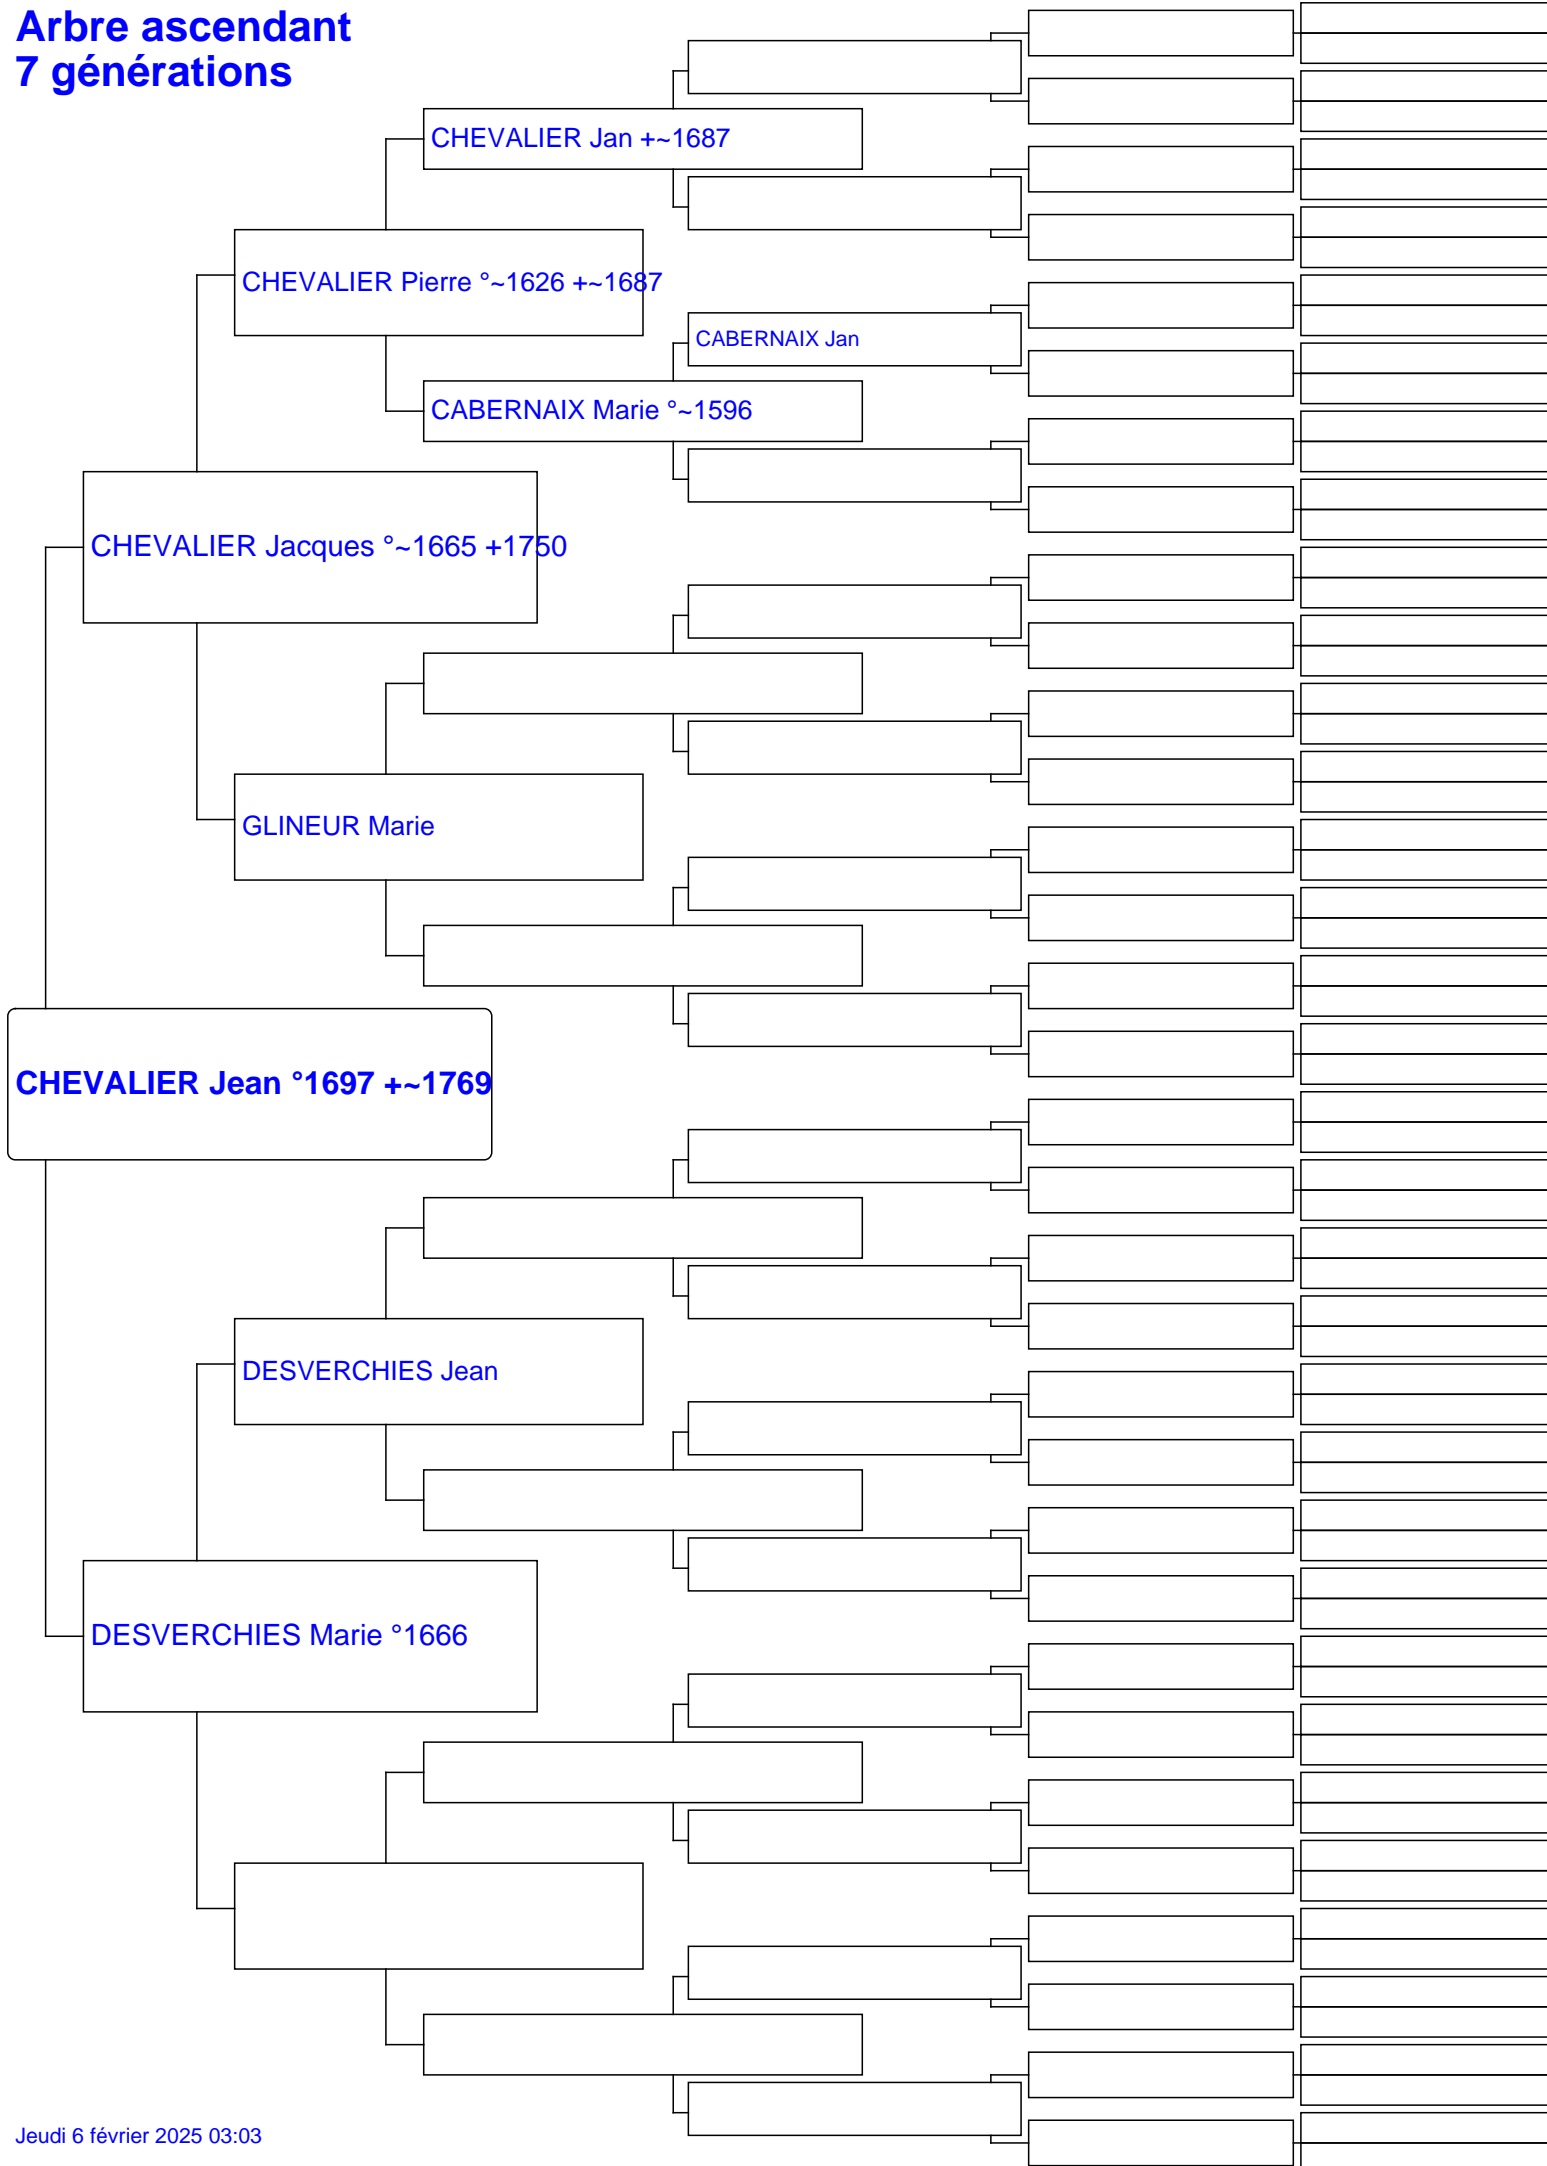 Arbre ascendant
7 générations
CHEVALIER Jan +~1687
CHEVALIER Pierre °~1626 +~1687
CABERNAIX Jan
CABERNAIX Marie °~1596
CHEVALIER Jacques °~1665 +1750
GLINEUR Marie
CHEVALIER Jean °1697 +~1769
DESVERCHIES Jean
DESVERCHIES Marie °1666
Jeudi 6 février 2025 03:03